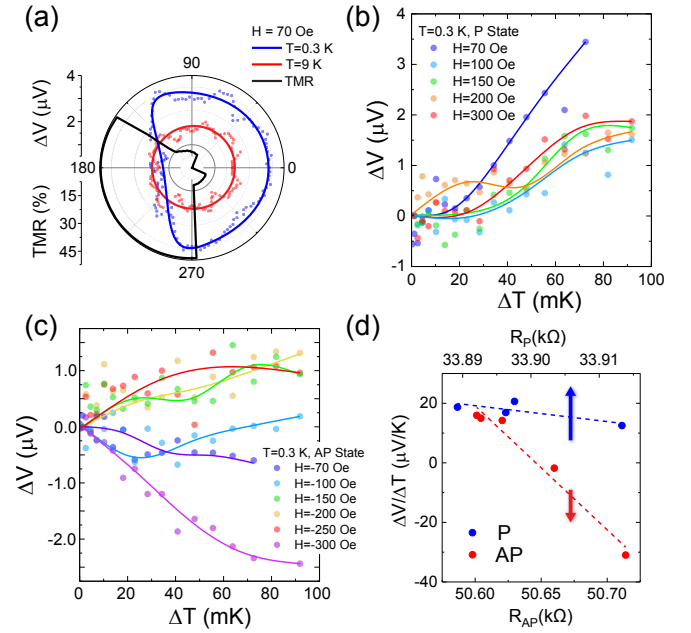 (a)
H = 70 Oe
T=0.3 K
T=9 K
TMR
90
0
180
270
4
2
0
15
30
45
ΔV (μV)
TMR (%)
(b)
T=0.3 K, P State
H=70 Oe
H=100 Oe
H=150 Oe
H=200 Oe
H=300 Oe
4
3
2
1
0
-1
ΔV (μV)
0 20 40 60 80 100
ΔT (mK)
(c)
1.0
0.0
-1.0
-2.0
ΔV (μV)
T=0.3 K, AP State
H=-70 Oe
H=-100 Oe
H=-150 Oe
H=-200 Oe
H=-250 Oe
H=-300 Oe
0 20 40 60 80 100
ΔT (mK)
(d)
RP(kΩ)
33.89 33.90 33.91
40
20
0
-20
-40
ΔV/ΔT (μV/K)
P
AP
50.60 50.65 50.70
RAP(kΩ)